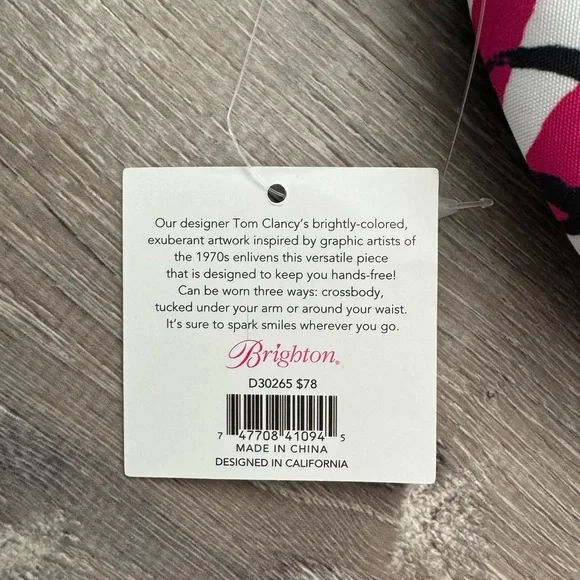 Our designer Tom Clancy's brightly-colored,
exuberant artwork inspired by graphic artists of
the 1970s enlivens this versatile piece
that is designed to keep you hands-free!
Can be worn three ways: crossbody,
tucked under your arm or around your waist.
It's sure to spark smiles wherever you go.
Brighton®
D30265 $78
7 47708 41094 5
MADE IN CHINA
DESIGNED IN CALIFORNIA